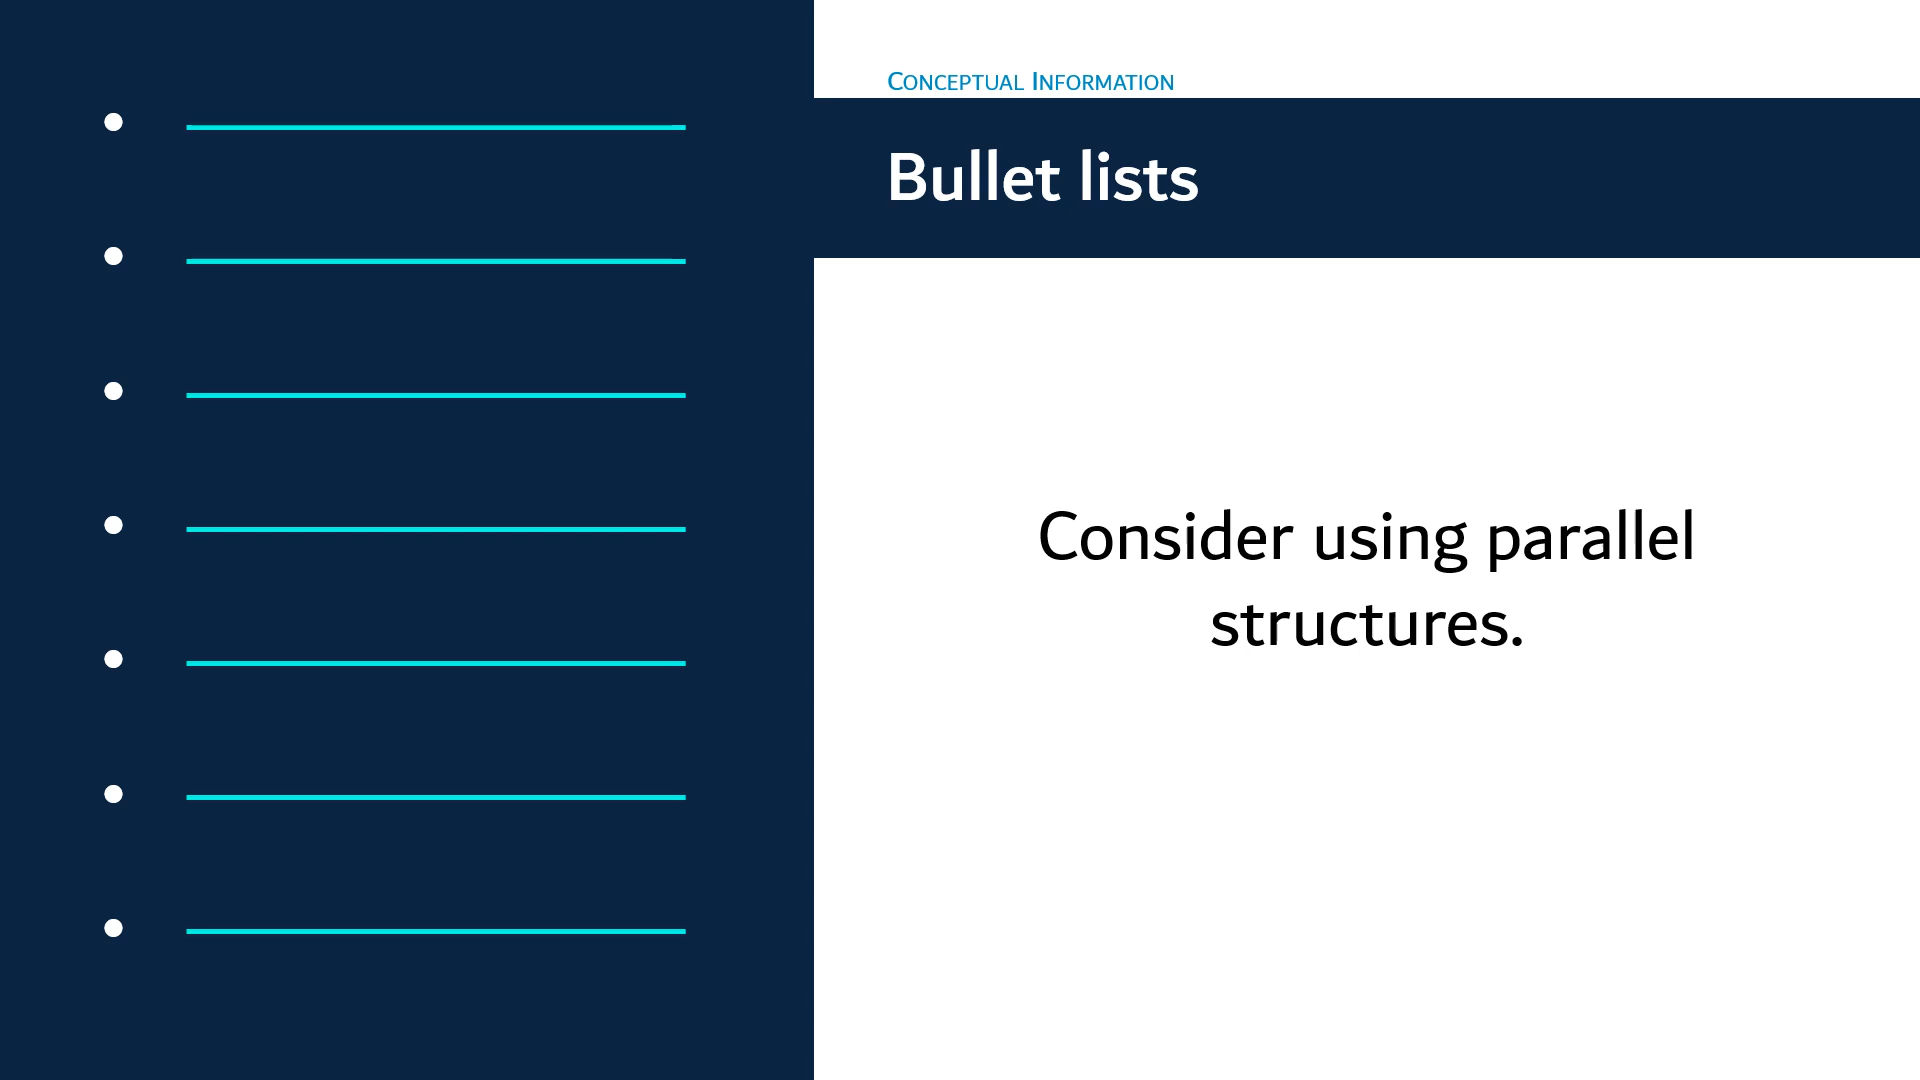 Conceptual Information
Bullet lists
Consider using parallel
structures.